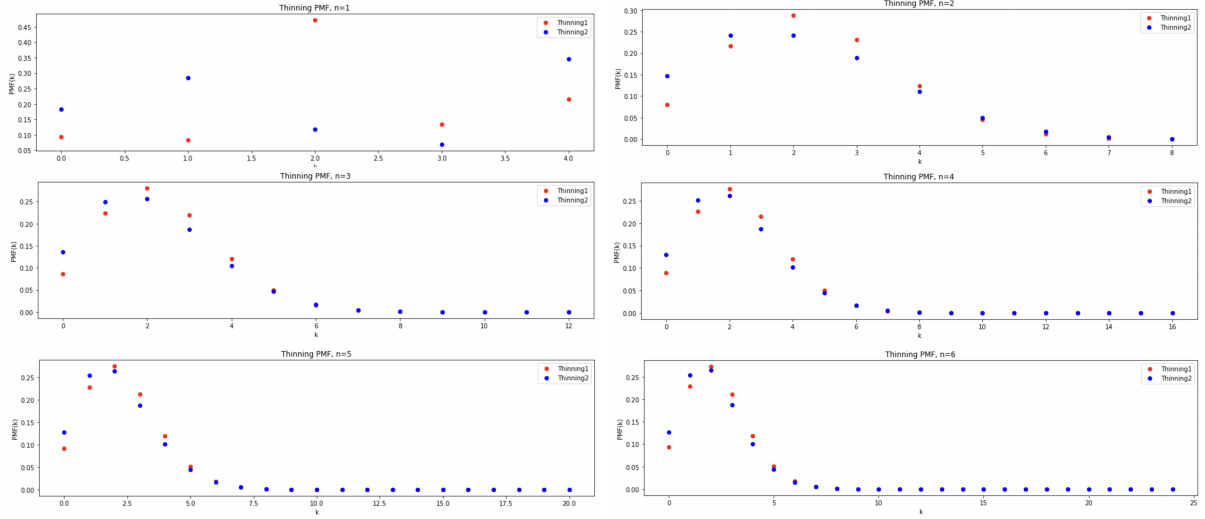 Thinning PMF, n=1
Thinning1
Thinning2
PMF(k)
0.45
0.40
0.35
0.30
0.25
0.20
0.15
0.10
0.05
0.0 0.5 1.0 1.5 2.0 2.5 3.0 3.5 4.0
Thinning PMF, n=2
Thinning1
Thinning2
PMF(k)
0.30
0.25
0.20
0.15
0.10
0.05
0.00
0 1 2 3 4 5 6 7 8
k
Thinning PMF, n=3
Thinning1
Thinning2
PMF(k)
0.25
0.20
0.15
0.10
0.05
0.00
0 2 4 6 8 10 12
k
Thinning PMF, n=4
Thinning1
Thinning2
PMF(k)
0.25
0.20
0.15
0.10
0.05
0.00
0 2 4 6 8 10 12 14 16
k
Thinning PMF, n=5
Thinning1
Thinning2
PMF(k)
0.25
0.20
0.15
0.10
0.05
0.00
0.0 2.5 5.0 7.5 10.0 12.5 15.0 17.5 20.0
k
Thinning PMF, n=6
Thinning1
Thinning2
PMF(k)
0.25
0.20
0.15
0.10
0.05
0.00
0 5 10 15 20 25
k